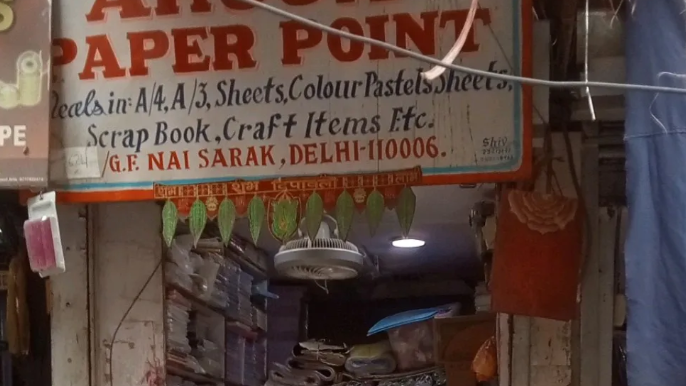 PAPER POINT
Deals in: A/4, A/3, Sheets, Colour Pastels Sheets,
Scrap Book, Craft Items Etc.
G.F. NAI SARAK, DELHI-110006.
शुभ दीपावली